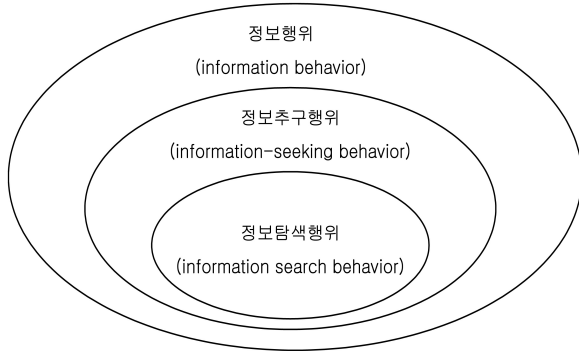 정보행위
(information behavior)
정보추구행위
(information-seeking behavior)
정보탐색행위
(information search behavior)